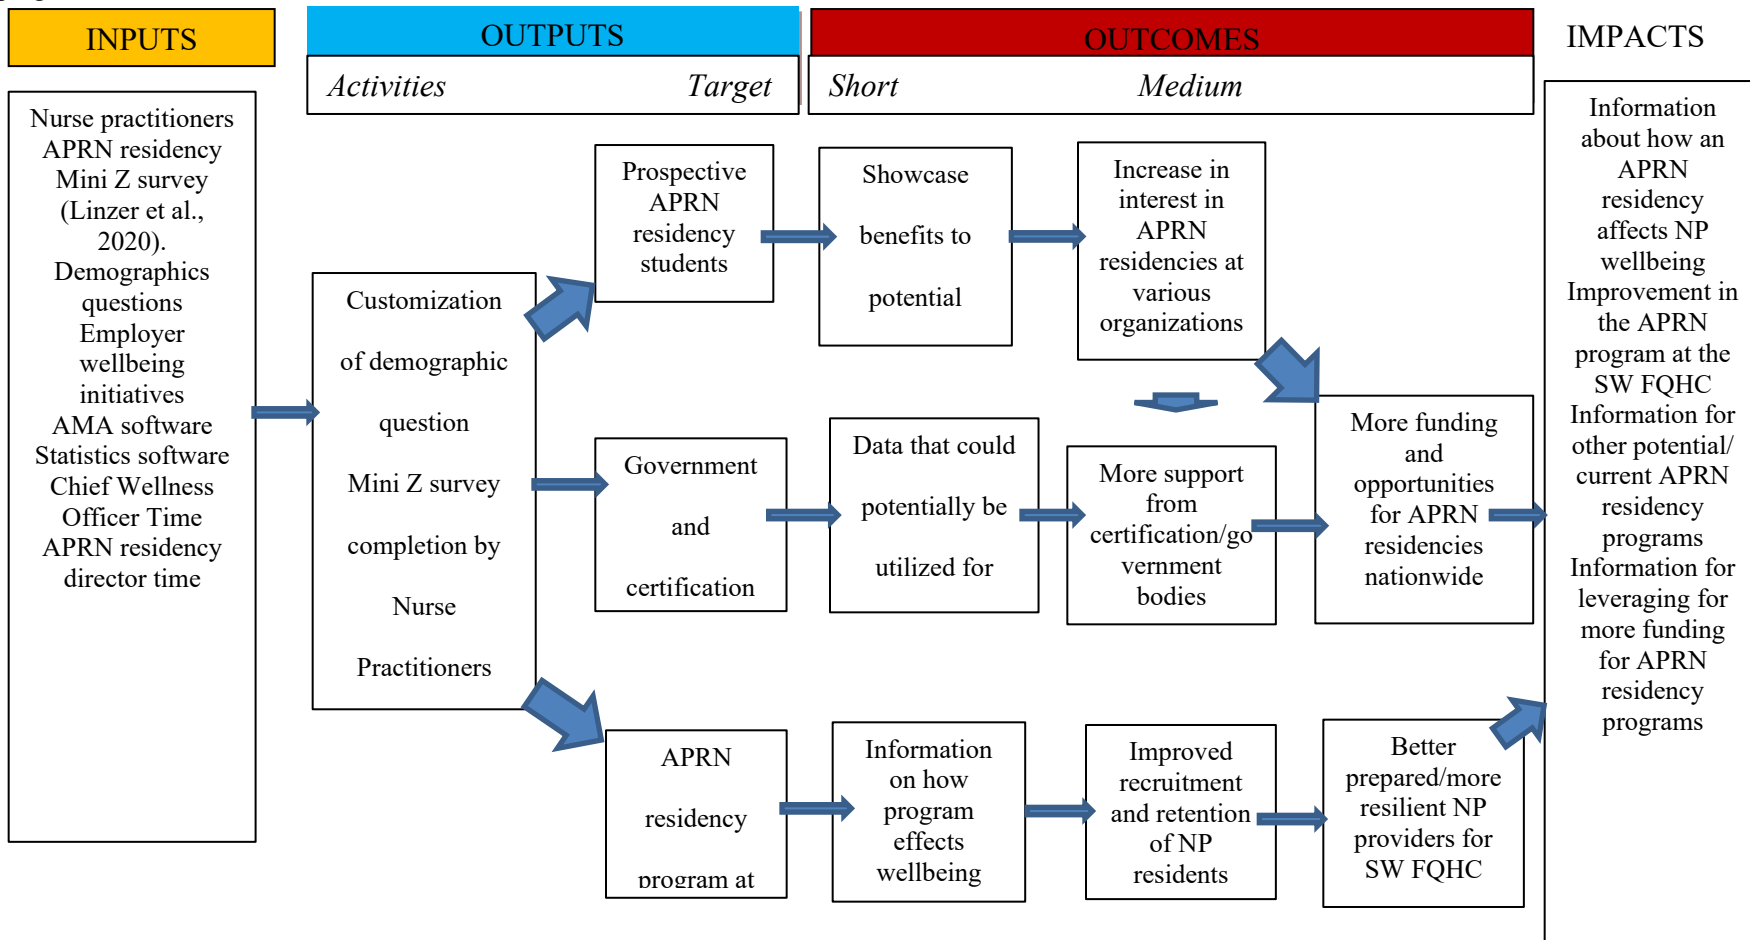 INPUTS
OUTPUTS
OUTCOMES
IMPACTS
Activities
Target
Short
Medium
Nurse practitioners
APRN residency
Mini Z survey
(Linzer et al.,
2020).
Demographics
questions
Employer
wellbeing
initiatives
AMA software
Statistics software
Chief Wellness
Officer Time
APRN residency
director time
Customization
of demographic
question
Mini Z survey
completion by
Nurse
Practitioners
Prospective
APRN
residency
students
Showcase
benefits to
potential
Increase in
interest in
APRN
residencies at
various
organizations
Government
and
certification
Data that could
potentially be
utilized for
More support
from
certification/go
vernment
bodies
More funding
and
opportunities
for APRN
residencies
nationwide
APRN
residency
program at
Information
on how
program
effects
wellbeing
Improved
recruitment
and retention
of NP
residents
Better
prepared/more
resilient NP
providers for
SW FQHC
Information
about how an
APRN
residency
affects NP
wellbeing
Improvement in
the APRN
program at the
SW FQHC
Information for
other potential/
current APRN
residency
programs
Information for
leveraging for
more funding
for APRN
residency
programs